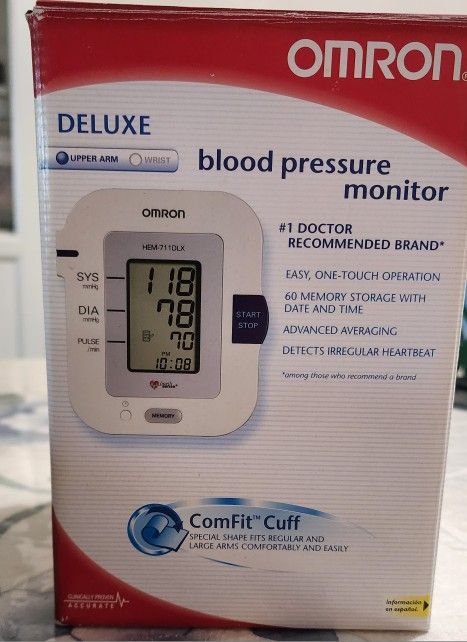 OMRON®
DELUXE
UPPER ARM WRIST
blood pressure
monitor
OMRON
HEM-711DLX
SYS
mmHg
118
DIA
mmHg
78
PULSE
/min
70
PM
10:08
START
STOP
MEMORY
#1 DOCTOR
RECOMMENDED BRAND*
EASY, ONE-TOUCH OPERATION
60 MEMORY STORAGE WITH
DATE AND TIME
ADVANCED AVERAGING
DETECTS IRREGULAR HEARTBEAT
*among those who recommend a brand
ComFit™ Cuff
SPECIAL SHAPE FITS REGULAR AND
LARGE ARMS COMFORTABLY AND EASILY
CLINICALLY PROVEN
ACCURATE
Información
en español.